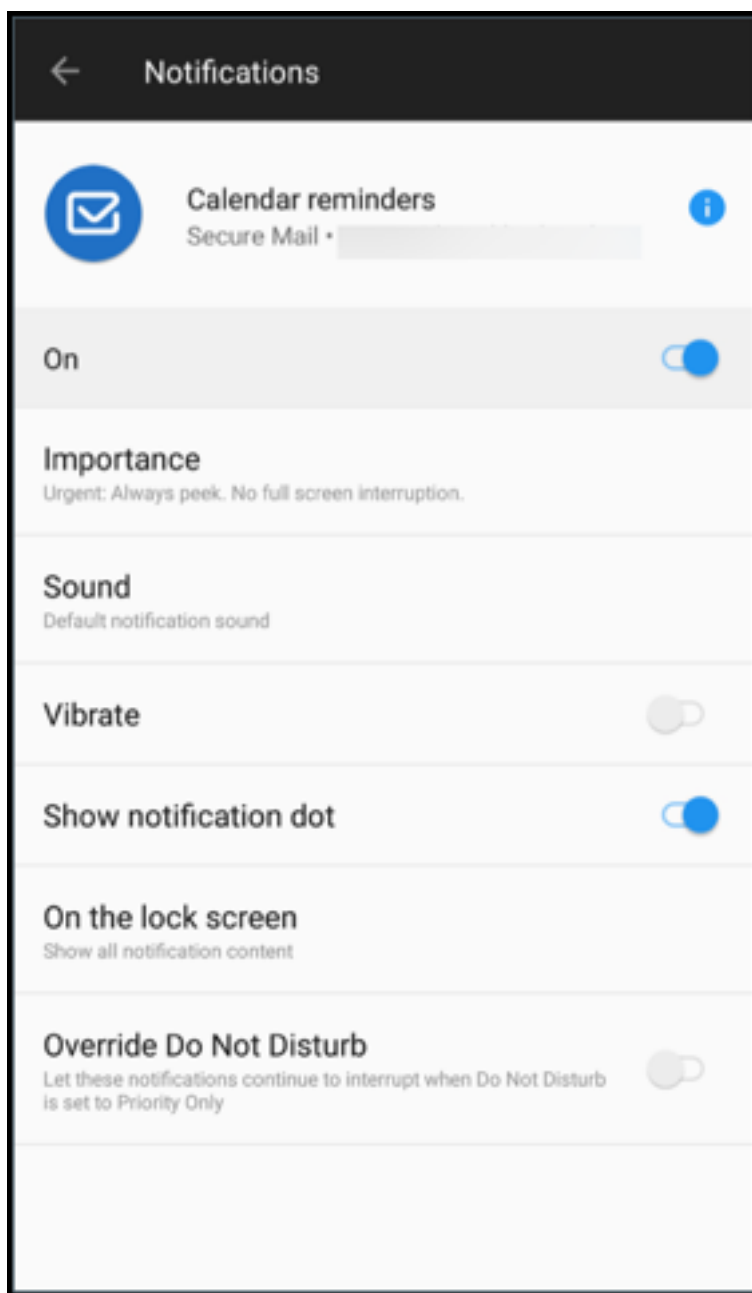 Notifications
Calendar reminders
Secure Mail •
On
Importance
Urgent: Always peek. No full screen interruption.
Sound
Default notification sound
Vibrate
Show notification dot
On the lock screen
Show all notification content
Override Do Not Disturb
Let these notifications continue to interrupt when Do Not Disturb
is set to Priority Only